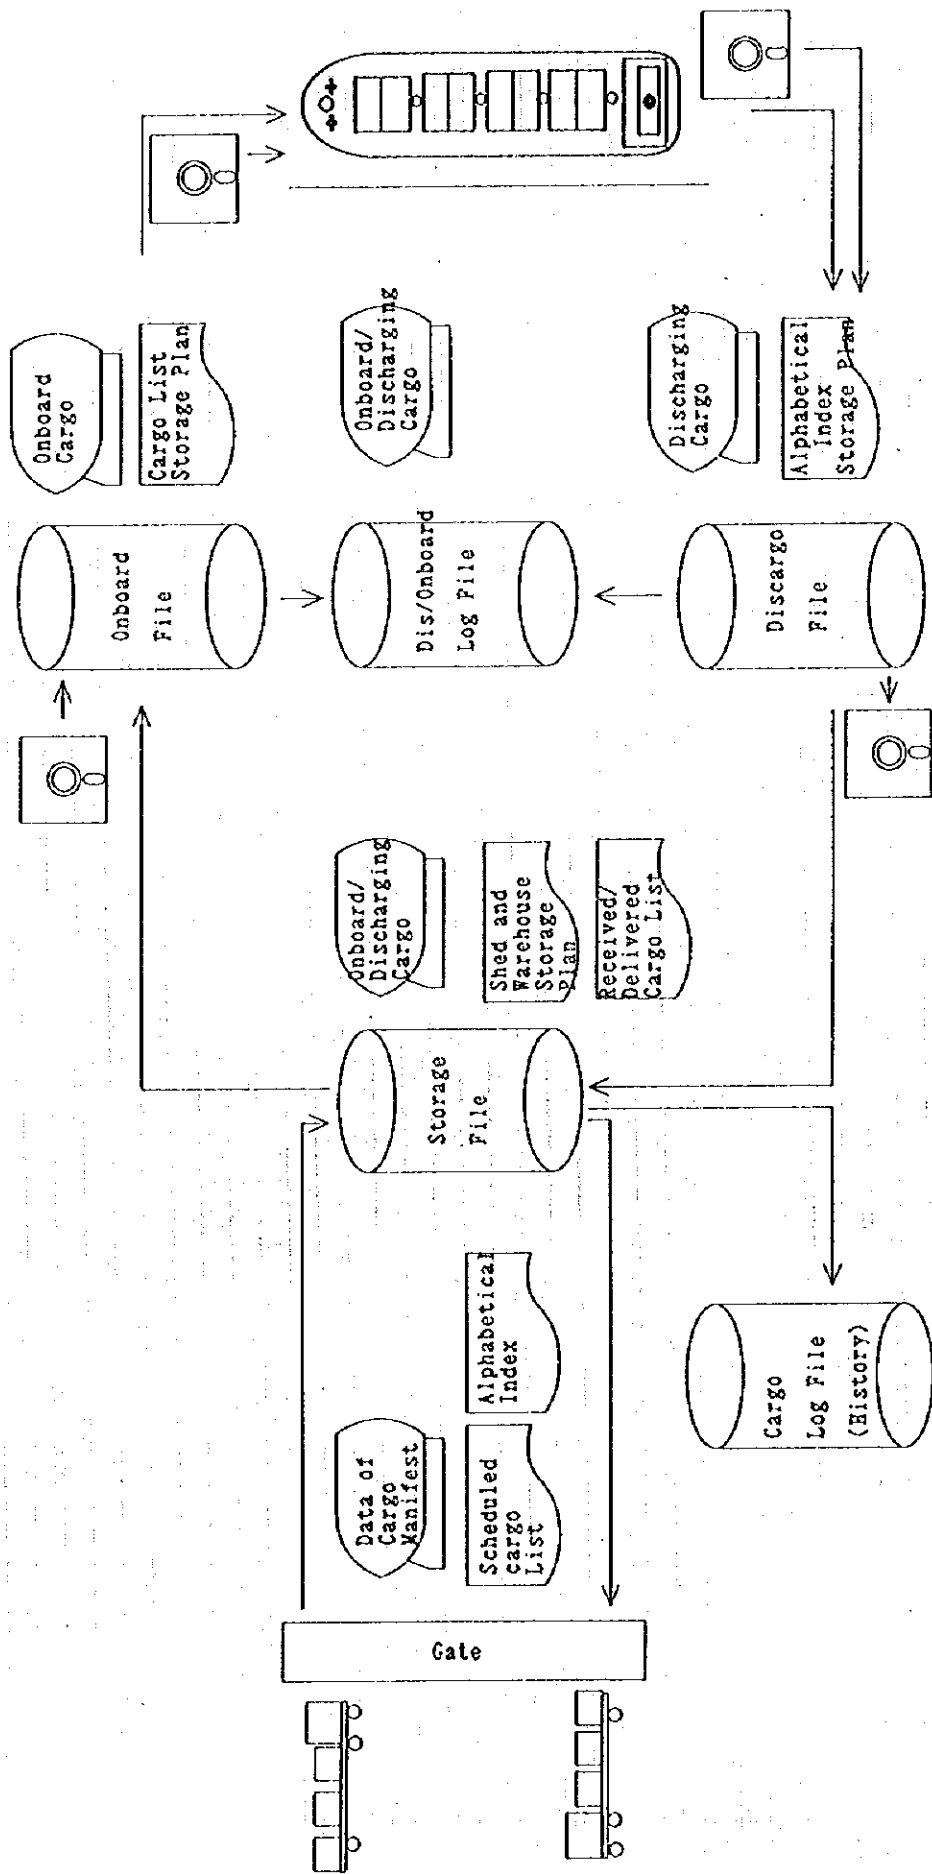 Onboard
Cargo
Cargo List
Storage Plan
Onboard/
Discharging
Cargo
Discharging
Cargo
Alphabetical
Index
Storage Plan
Onboard
File
Dis/Onboard
Log File
Discargo
File
Onboard/
Discharging
Cargo
Shed and
Warehouse
Storage
Plan
Received/
Delivered
Cargo List
Storage
File
Alphabetical
Index
Data of
Cargo
Manifest
Scheduled
cargo
List
Cargo
Log File
(History)
Gate